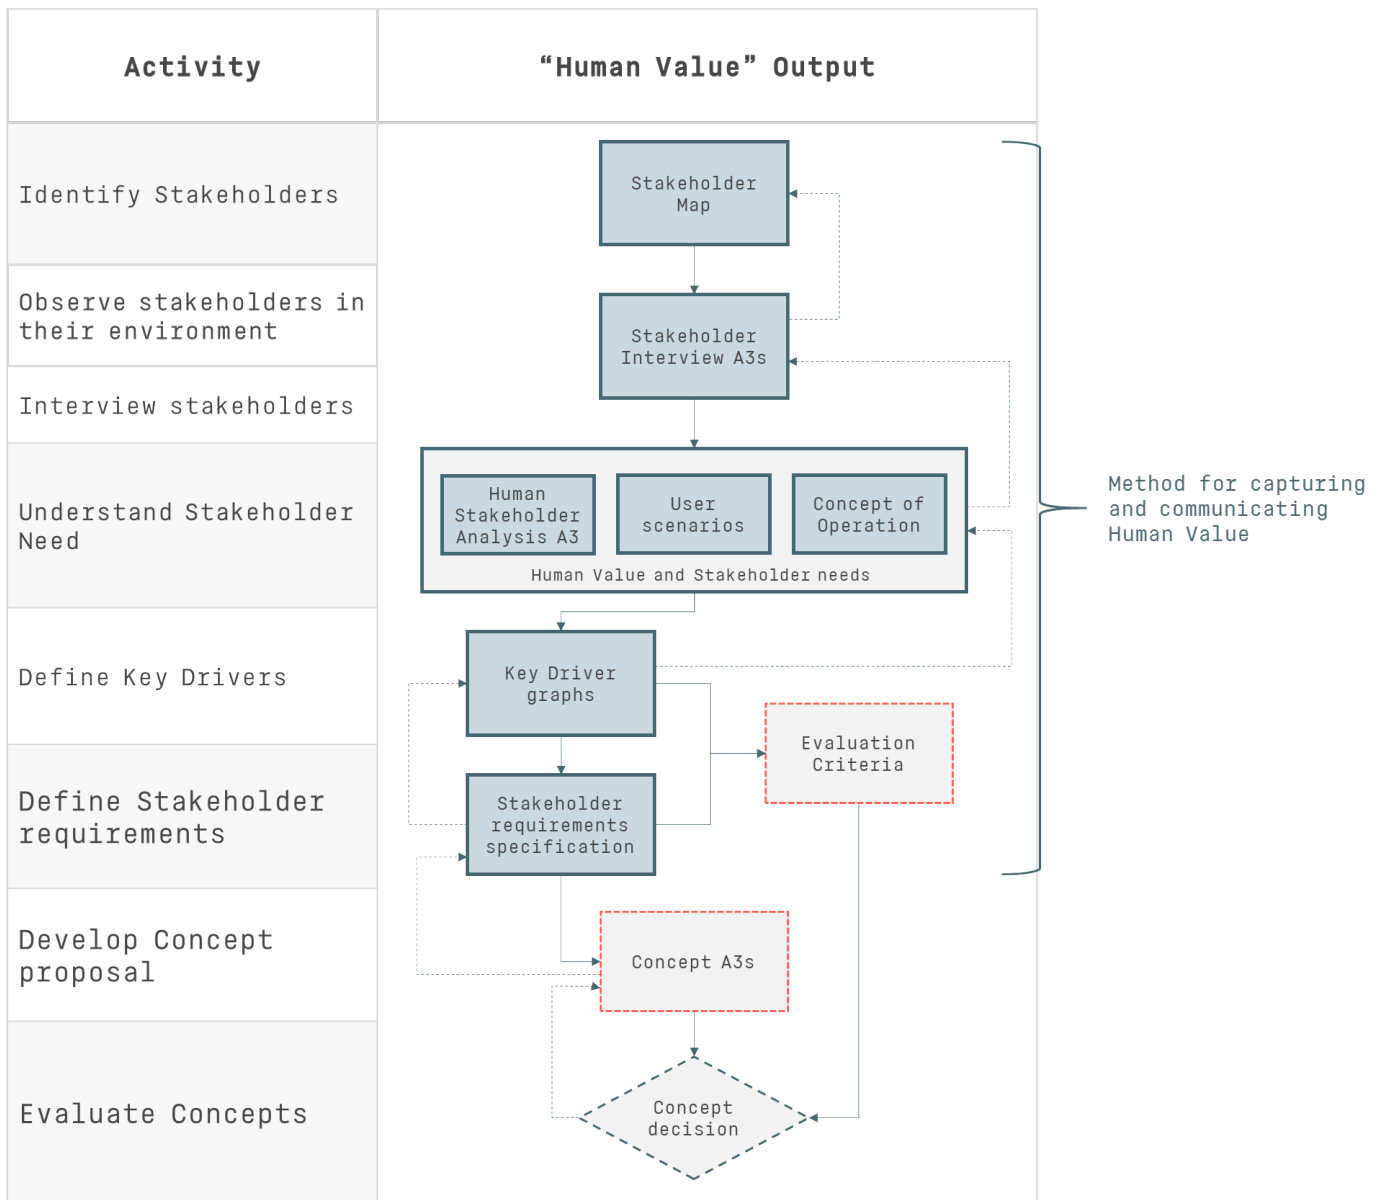 Activity
“Human Value” Output
Identify Stakeholders
Stakeholder
Map
Observe stakeholders in
their environment
Stakeholder
Interview A3s
Interview stakeholders
Understand Stakeholder
Need
Human
Stakeholder
Analysis A3
User
scenarios
Concept of
Operation
Human Value and Stakeholder needs
Method for capturing
and communicating
Human Value
Define Key Drivers
Key Driver
graphs
Evaluation
Criteria
Define Stakeholder
requirements
Stakeholder
requirements
specification
Develop Concept
proposal
Concept A3s
Evaluate Concepts
Concept
decision